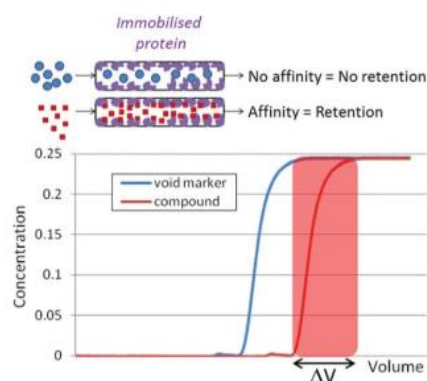 Immobilised
protein
No affinity = No retention
Affinity = Retention
0.25
0.2
0.15
0.1
0.05
0
Concentration
void marker
compound
ΔV
Volume